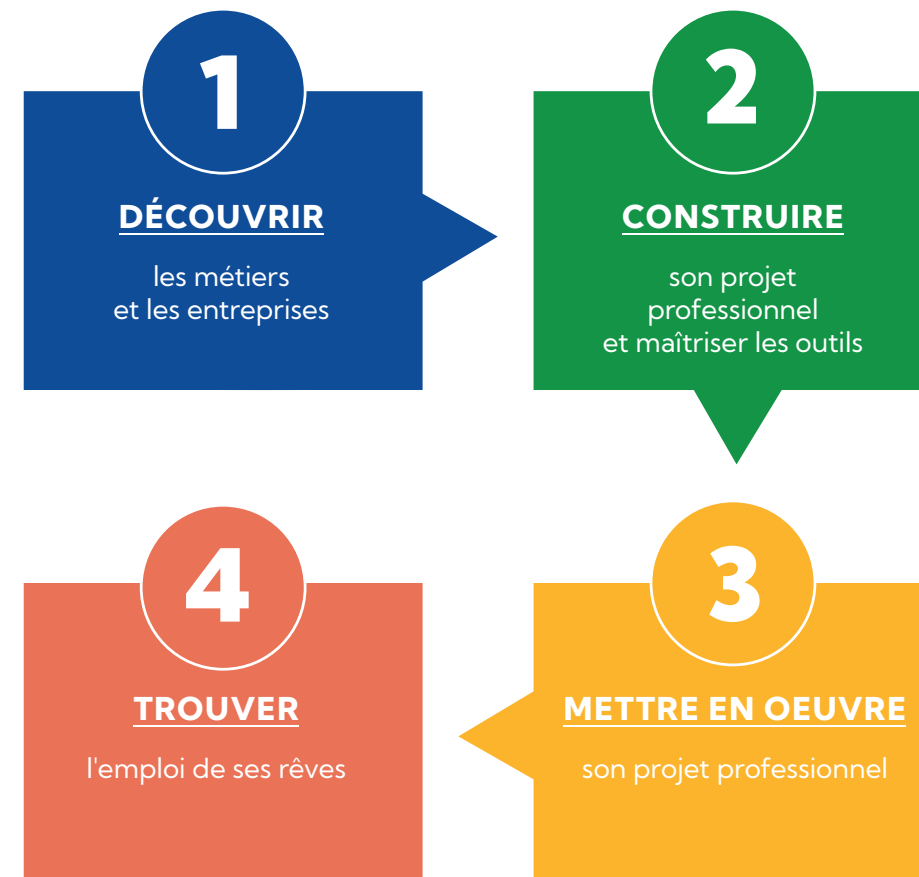 1
DÉCOUVRIR
les métiers
et les entreprises
2
CONSTRUIRE
son projet
professionnel
et maîtriser les outils
3
METTRE EN OEUVRE
son projet professionnel
4
TROUVER
l'emploi de ses rêves